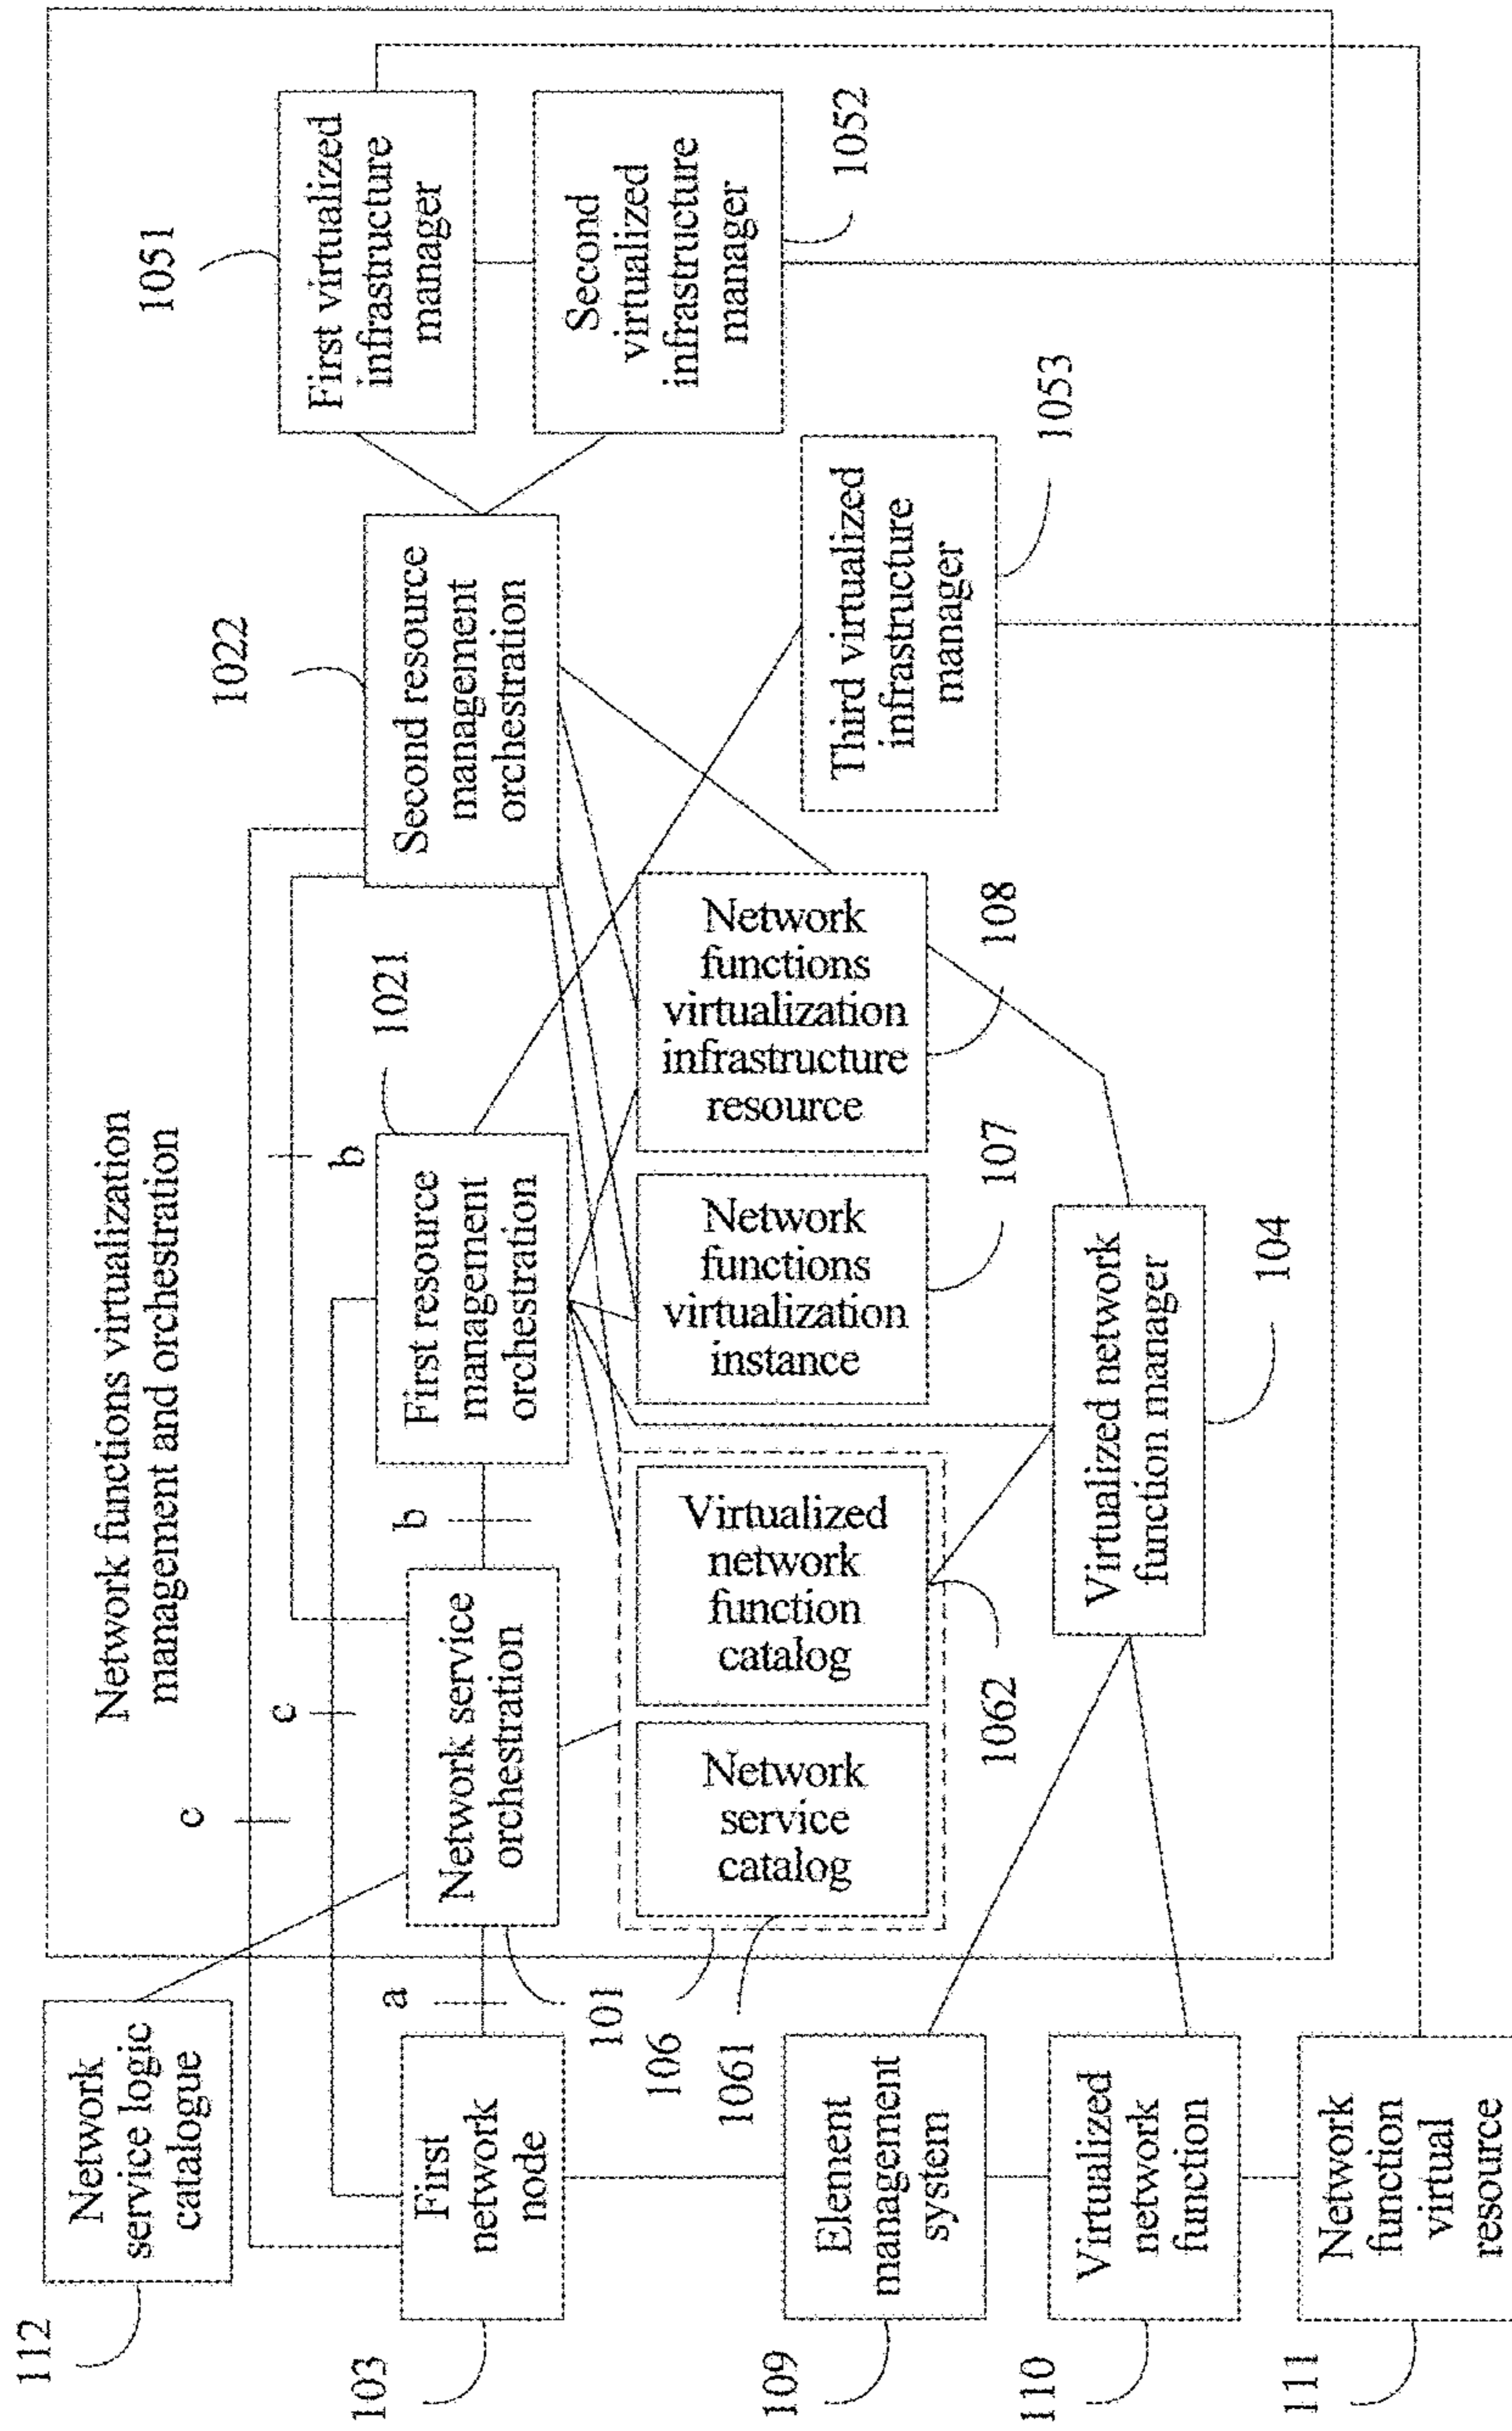 Network functions virtualization
management and orchestration
112
Network
service logic
catalogue
c
c
b
1022
1051
First virtualized
infrastructure
manager
103
First
network
node
a
101
Network service
orchestration
b
First resource
management
orchestration
1021
Second resource
management
orchestration
Second
virtualized
infrastructure
manager
1052
106
1061
Network
service
catalog
Virtualized
network
function
catalog
1062
Network
functions
virtualization
instance
107
Network
functions
virtualization
infrastructure
resource
108
Third virtualized
infrastructure
manager
1053
109
Element
management
system
Virtualized network
function manager
104
110
Virtualized
network
function
111
Network
function
virtual
resource